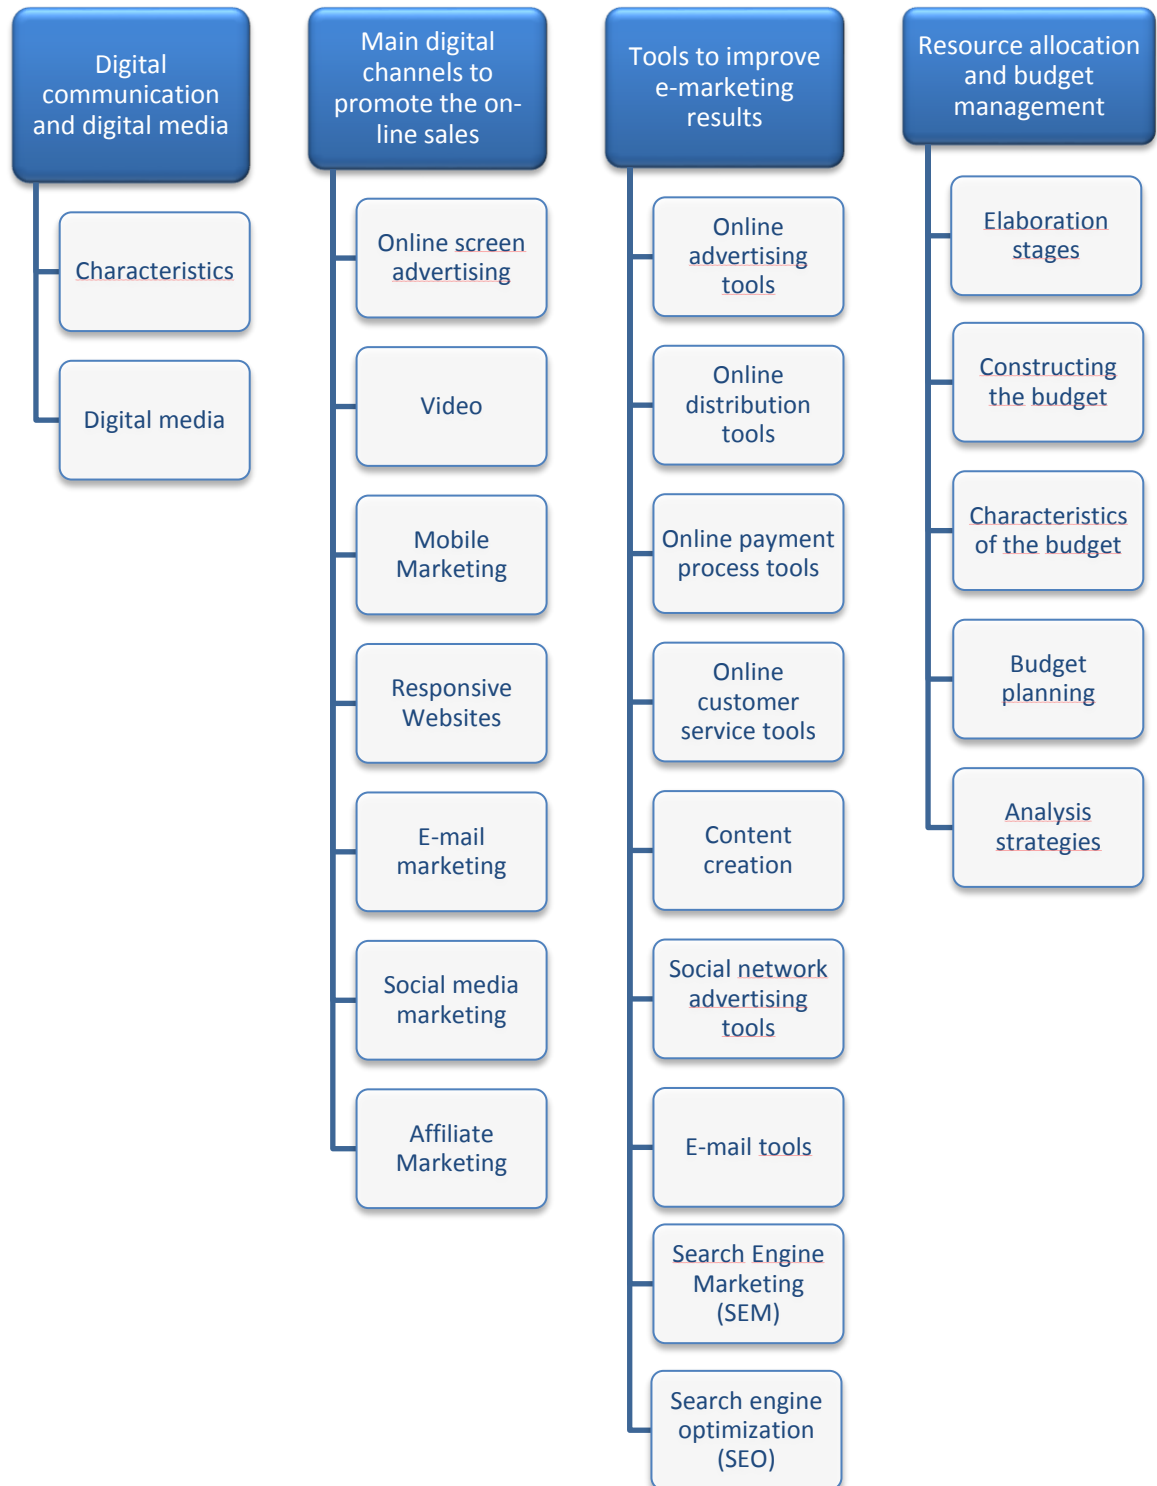 Digital
communication
and digital media
Characteristics
Digital media
Main digital
channels to
promote the on-
line sales
Online screen
advertising
Video
Mobile
Marketing
Responsive
Websites
E-mail
marketing
Social media
marketing
Affiliate
Marketing
Tools to improve
e-marketing
results
Online
advertising
tools
Online
distribution
tools
Online payment
process tools
Online
customer
service tools
Content
creation
Social network
advertising
tools
E-mail tools
Search Engine
Marketing
(SEM)
Search engine
optimization
(SEO)
Resource allocation
and budget
management
Elaboration
stages
Constructing
the budget
Characteristics
of the budget
Budget
planning
Analysis
strategies